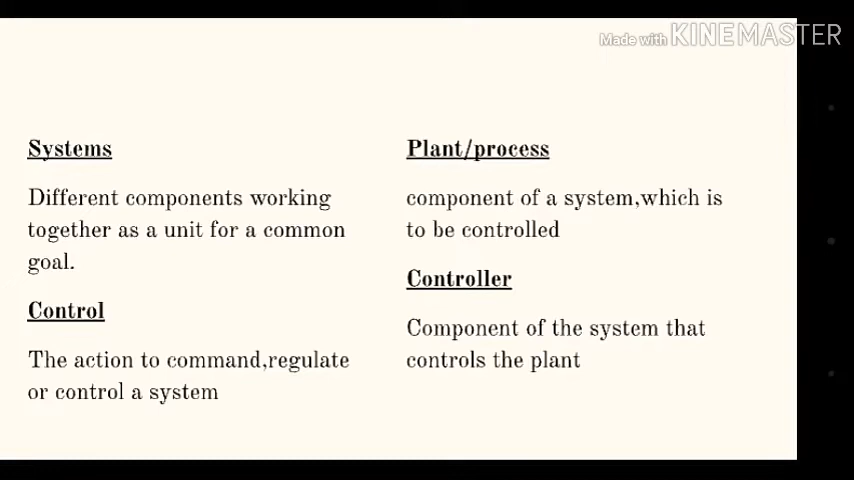 Made with KINEMASTER
Systems
Different components working
together as a unit for a common
goal.
Control
The action to command,regulate
or control a system
Plant/process
component of a system,which is
to be controlled
Controller
Component of the system that
controls the plant